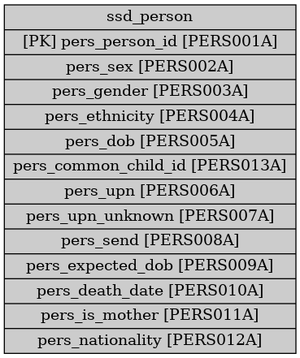 ssd_person
[PK] pers_person_id [PERS001A]
pers_sex [PERS002A]
pers_gender [PERS003A]
pers_ethnicity [PERS004A]
pers_dob [PERS005A]
pers_common_child_id [PERS013A]
pers_upn [PERS006A]
pers_upn_unknown [PERS007A]
pers_send [PERS008A]
pers_expected_dob [PERS009A]
pers_death_date [PERS010A]
pers_is_mother [PERS011A]
pers_nationality [PERS012A]